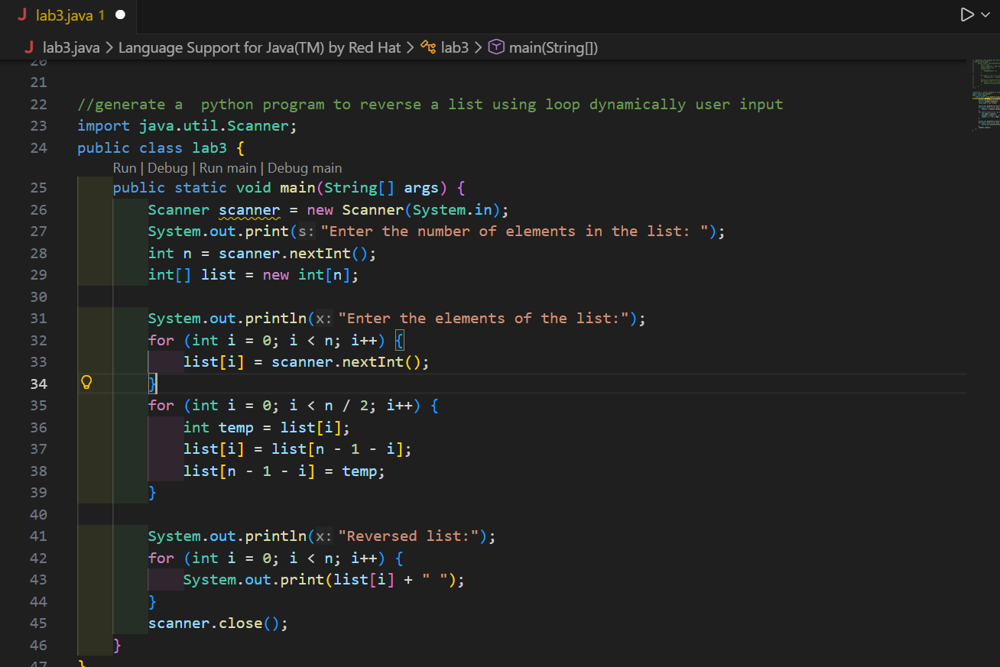 J lab3.java 1
J lab3.java > Language Support for Java(TM) by Red Hat > lab3 > main(String[])
20
21
22 //generate a  python program to reverse a list using loop dynamically user input
23 import java.util.Scanner;
24 public class lab3 {
Run | Debug | Run main | Debug main
25     public static void main(String[] args) {
26         Scanner scanner = new Scanner(System.in);
27         System.out.print(s: "Enter the number of elements in the list: ");
28         int n = scanner.nextInt();
29         int[] list = new int[n];
30
31         System.out.println(x: "Enter the elements of the list:");
32         for (int i = 0; i < n; i++) {
33             list[i] = scanner.nextInt();
34         }
35         for (int i = 0; i < n / 2; i++) {
36             int temp = list[i];
37             list[i] = list[n - 1 - i];
38             list[n - 1 - i] = temp;
39         }
40
41         System.out.println(x: "Reversed list:");
42         for (int i = 0; i < n; i++) {
43             System.out.print(list[i] + " ");
44         }
45         scanner.close();
46     }
47 }